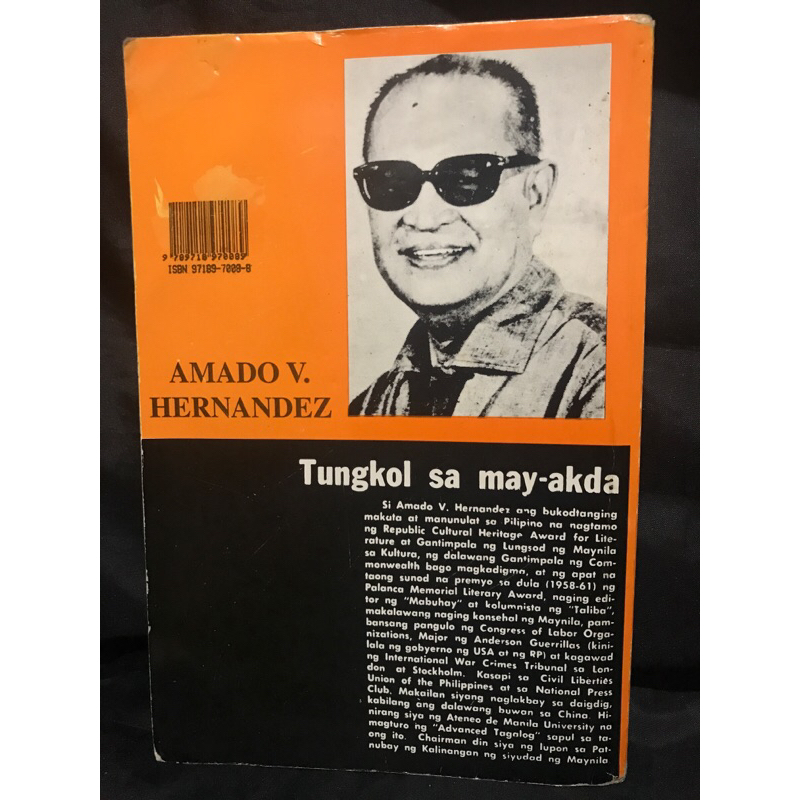 9 789718 970089
ISBN 97189-7008-8
AMADO V.
HERNANDEZ
Tungkol sa may-akda
Si Amado V. Hernandez ang bukodtanging
makata at manunulat sa Pilipino na nagtamo
ng Republic Cultural Heritage Award for Lite-
rature at Gantimpala ng Lungsod ng Maynila
sa Kultura, ng dalawang Gantimpala ng Com-
monwealth bago magkadigma, at ng apat na
taong sunod na premyo sa dula (1958-61) ng
Palanca Memorial Literary Award, naging edi-
tor ng "Mabuhay" at kolumnista ng "Taliba",
makalawang naging konsehal ng Maynila, pam-
bansang pangulo ng Congress of Labor Orga-
nizations, Major ng Anderson Guerrillas (kini-
lala ng gobyerno ng USA at ng RP) at kagawad
ng International War Crimes Tribunal sa Lon-
don at Stockholm. Kasapi sa Civil Liberties
Union of the Philippines at sa National Press
Club. Makailan siyang naglakbay sa daigdig,
kabilang ang dalawang buwan sa China. Hi-
nirang siya ng Ateneo de Manila University na
magturo ng "Advanced Tagalog" sapul sa ta-
ong ito. Chairman din siya ng lupon sa Pat-
nubay ng Kalinangan ng siyudad ng Maynila